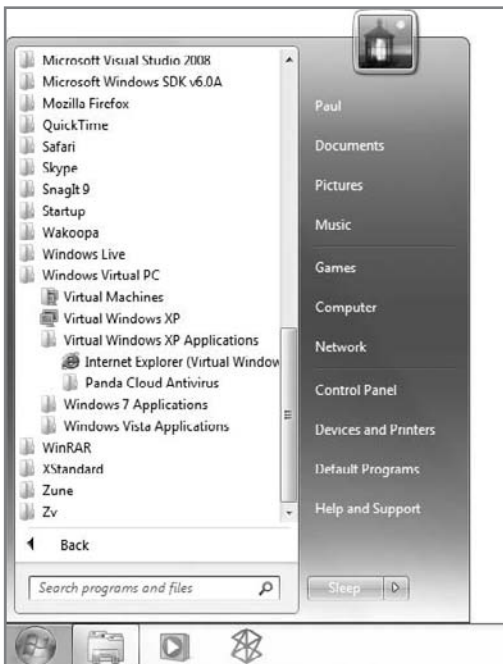 Microsoft Visual Studio 2008
Microsoft Windows SDK v6.0A
Mozilla Firefox
QuickTime
Safari
Skype
SnagIt 9
Startup
Wakoopa
Windows Live
Windows Virtual PC
Virtual Machines
Virtual Windows XP
Virtual Windows XP Applications
Internet Explorer (Virtual Window
Panda Cloud Antivirus
Windows 7 Applications
Windows Vista Applications
WinRAR
XStandard
Zune
Zv
Back
Search programs and files
Paul
Documents
Pictures
Music
Games
Computer
Network
Control Panel
Devices and Printers
Default Programs
Help and Support
Sleep